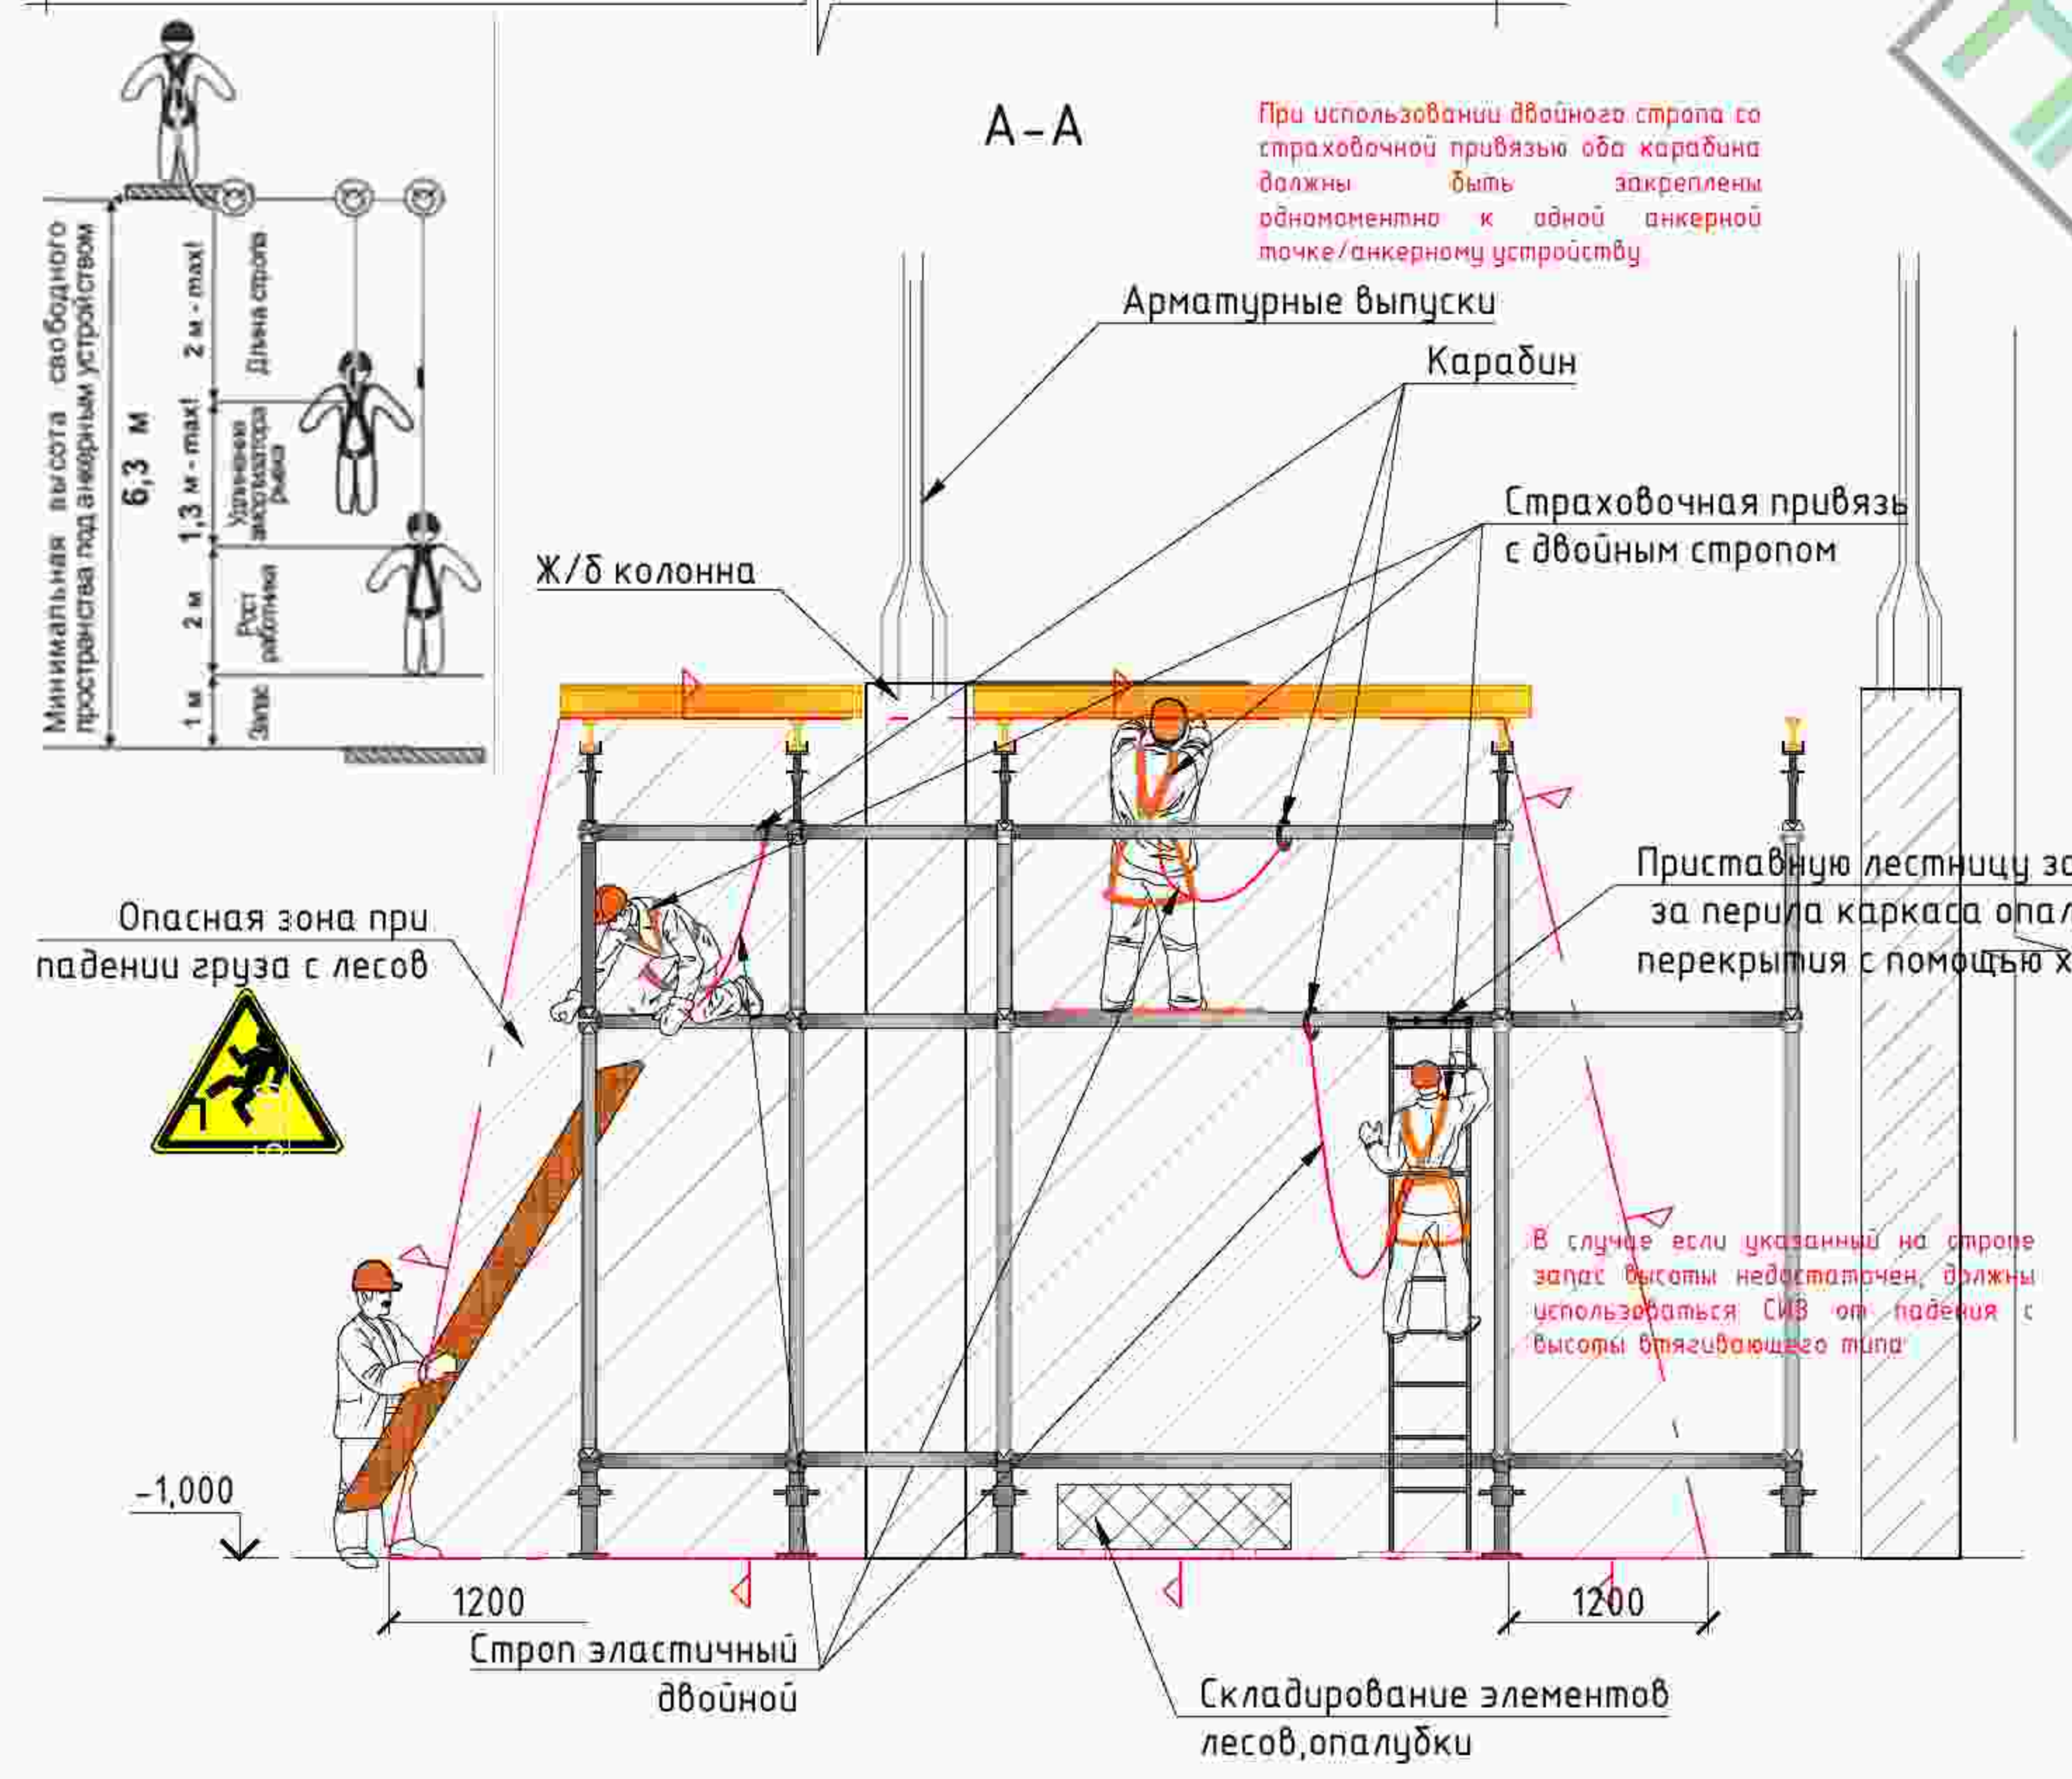 Минимальная высота свободного
пространства под анкерным устройством
6,3 м
2 м - max!
Длина стропа
1,3 м - max!
Удлинение
амортизатора
рывка
2 м
Рост
работника
1 м
Запас
А-А
При использовании двойного стропа со
страховочной привязью оба карабина
должны быть закреплены
одномоментно к одной анкерной
точке/анкерному устройству
Арматурные выпуски
Карабин
Страховочная привязь
с двойным стропом
Ж/б колонна
Приставную лестницу за
за перила каркаса опал
перекрытия с помощью х
Опасная зона при
падении груза с лесов
В случае если указанный на стропе
запас высоты недостаточен, должны
использоваться СИЗ от падения с
высоты втягивающего типа
-1,000
1200
1200
Строп эластичный
двойной
Складирование элементов
лесов,опалубки